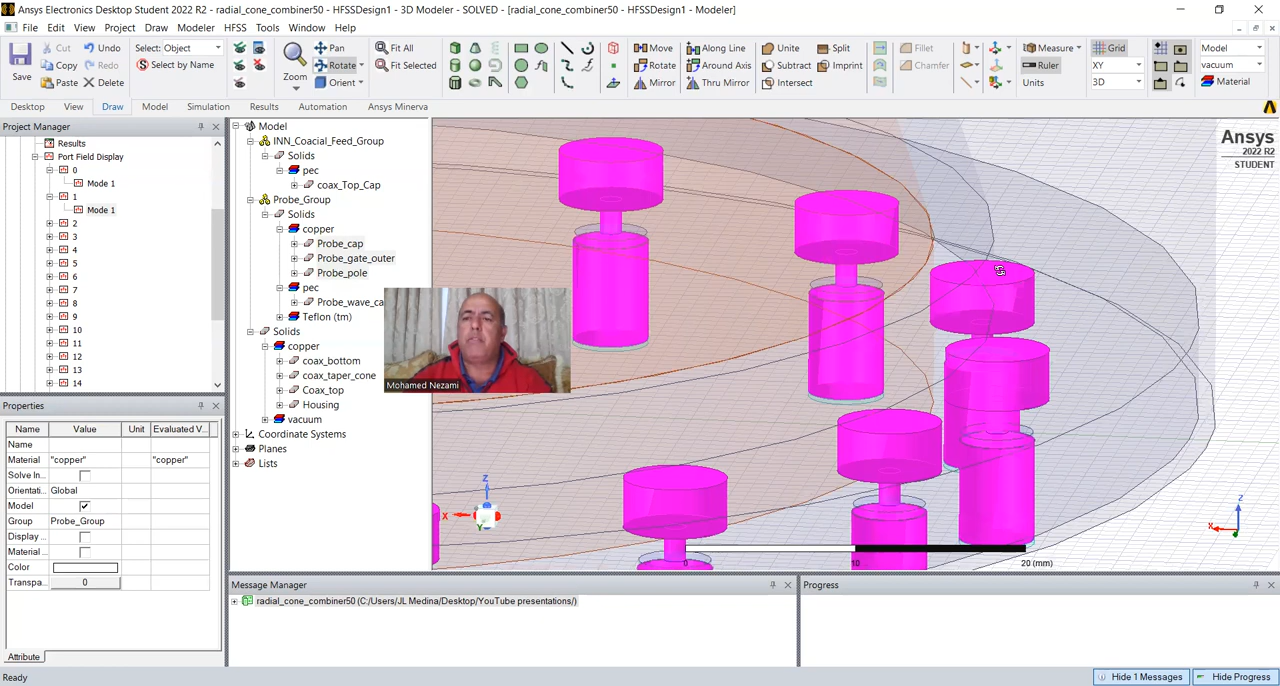 Ansys Electronics Desktop Student 2022 R2 - radial_cone_combiner50 - HFSSDesign1 - 3D Modeler - SOLVED - [radial_cone_combiner50 - HFSSDesign1 - Modeler]
File Edit View Project Draw Modeler HFSS Tools Window Help
Save
Cut Undo Select: Object Pan Fit All Move Along Line Unite Split Fillet Measure Grid Model
Copy Redo Select by Name Zoom Rotate Fit Selected Rotate Around Axis Subtract Imprint Chamfer Ruler XY vacuum
Paste Delete Orient Mirror Thru Mirror Intersect Units 3D Material
Desktop View Draw Model Simulation Results Automation Ansys Minerva
Project Manager
Results
Port Field Display
0
Mode 1
1
Mode 1
2
3
4
5
6
7
8
9
10
11
12
13
14
Properties
Name Value Unit Evaluated V...
Name
Material "copper" "copper"
Solve In...
Orientati... Global
Model
Group Probe_Group
Display ...
Material ...
Color
Transpa... 0
Attribute
Model
INN_Coacial_Feed_Group
Solids
pec
coax_Top_Cap
Probe_Group
Solids
copper
Probe_cap
Probe_gate_outer
Probe_pole
pec
Probe_wave_ca
Teflon (tm)
Solids
copper
coax_bottom
coax_taper_cone
Coax_top
Housing
vacuum
Coordinate Systems
Planes
Lists
Mohamed Nezami
Ansys
2022 R2
STUDENT
Z
X
Y
Z
X
0 10 20 (mm)
Message Manager
radial_cone_combiner50 (C:/Users/JL Medina/Desktop/YouTube presentations/)
Progress
Ready
Hide 1 Messages Hide Progress